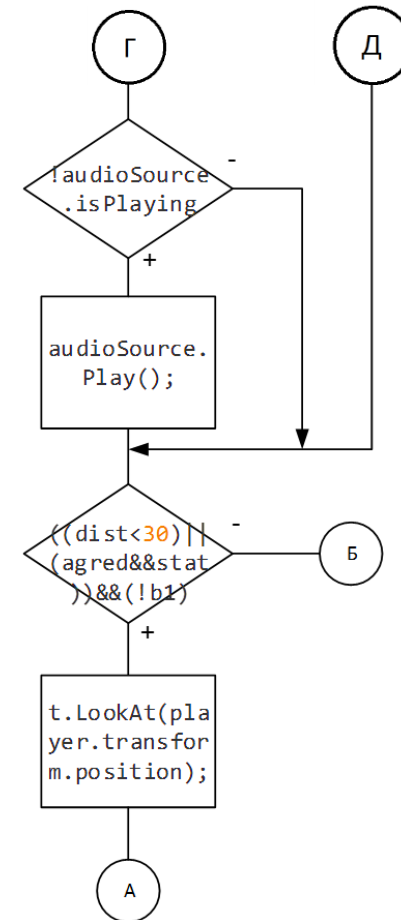 Г
Д
!audioSource
.isPlaying
-
+
audioSource.
Play();
((dist<30)||
(agred&&stat
))&&(!b1)
-
Б
+
t.LookAt(pla
yer.transfor
m.position);
А